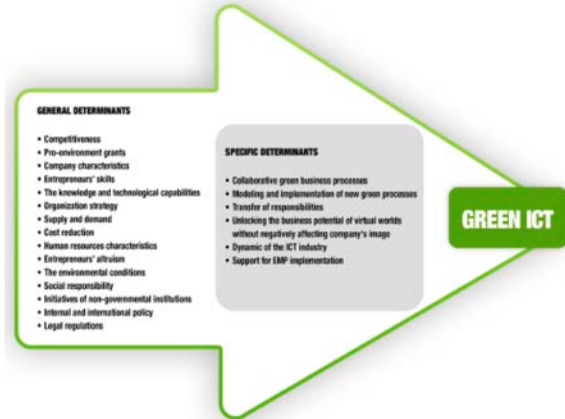 GENERAL DETERMINANTS
• Competitiveness
• Pro-environment grants
• Company characteristics
• Entrepreneurs' skills
• The knowledge and technological capabilities
• Organization strategy
• Supply and demand
• Cost reduction
• Human resources characteristics
• Entrepreneurs' altruism
• The environmental conditions
• Social responsibility
• Initiatives of non-governmental institutions
• Internal and international policy
• Legal regulations
SPECIFIC DETERMINANTS
• Collaborative green business processes
• Modeling and implementation of new green processes
• Transfer of responsibilities
• Unlocking the business potential of virtual worlds
without negatively affecting company's image
• Dynamic of the ICT industry
• Support for EMP implementation
GREEN ICT